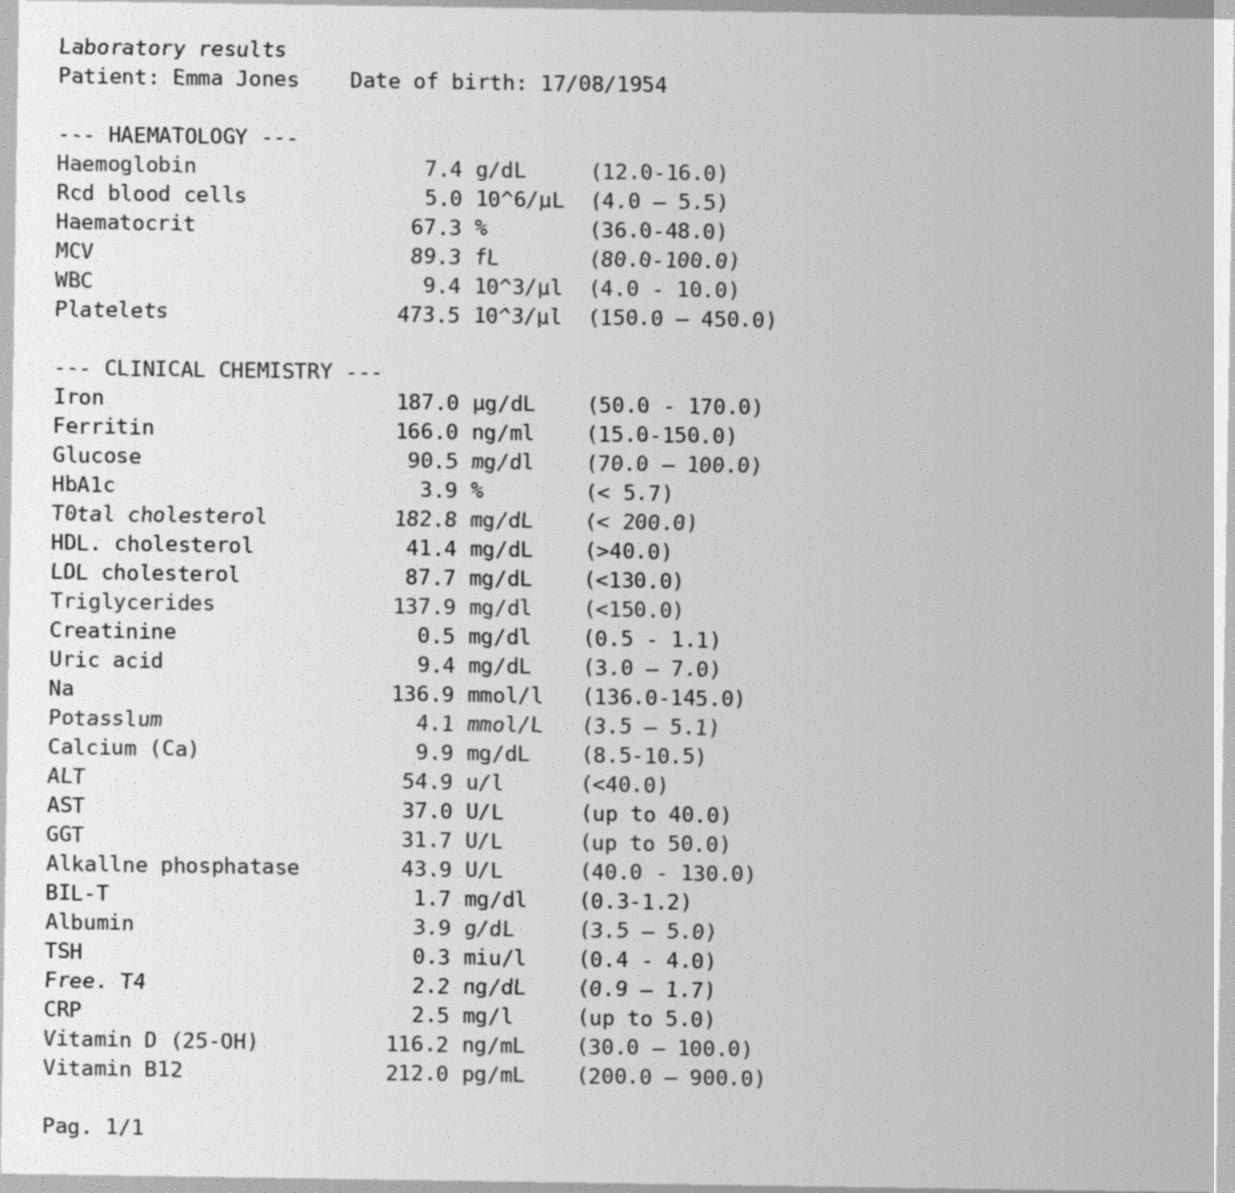 Laboratory results
Patient: Emma Jones    Date of birth: 17/08/1954

--- HAEMATOLOGY ---
Haemoglobin    7.4 g/dL    (12.0-16.0)
Rcd blood cells    5.0 10^6/µL    (4.0 – 5.5)
Haematocrit    67.3 %    (36.0-48.0)
MCV    89.3 fL    (80.0-100.0)
WBC    9.4 10^3/µl    (4.0 - 10.0)
Platelets    473.5 10^3/µl    (150.0 – 450.0)

--- CLINICAL CHEMISTRY ---
Iron    187.0 µg/dL    (50.0 - 170.0)
Ferritin    166.0 ng/ml    (15.0-150.0)
Glucose    90.5 mg/dl    (70.0 – 100.0)
HbA1c    3.9 %    (< 5.7)
T0tal cholesterol    182.8 mg/dL    (< 200.0)
HDL. cholesterol    41.4 mg/dL    (>40.0)
LDL cholesterol    87.7 mg/dL    (<130.0)
Triglycerides    137.9 mg/dl    (<150.0)
Creatinine    0.5 mg/dl    (0.5 - 1.1)
Uric acid    9.4 mg/dL    (3.0 – 7.0)
Na    136.9 mmol/l    (136.0-145.0)
Potasslum    4.1 mmol/L    (3.5 – 5.1)
Calcium (Ca)    9.9 mg/dL    (8.5-10.5)
ALT    54.9 u/l    (<40.0)
AST    37.0 U/L    (up to 40.0)
GGT    31.7 U/L    (up to 50.0)
Alkallne phosphatase    43.9 U/L    (40.0 - 130.0)
BIL-T    1.7 mg/dl    (0.3-1.2)
Albumin    3.9 g/dL    (3.5 – 5.0)
TSH    0.3 miu/l    (0.4 - 4.0)
Free. T4    2.2 ng/dL    (0.9 – 1.7)
CRP    2.5 mg/l    (up to 5.0)
Vitamin D (25-OH)    116.2 ng/mL    (30.0 – 100.0)
Vitamin B12    212.0 pg/mL    (200.0 – 900.0)

Pag. 1/1